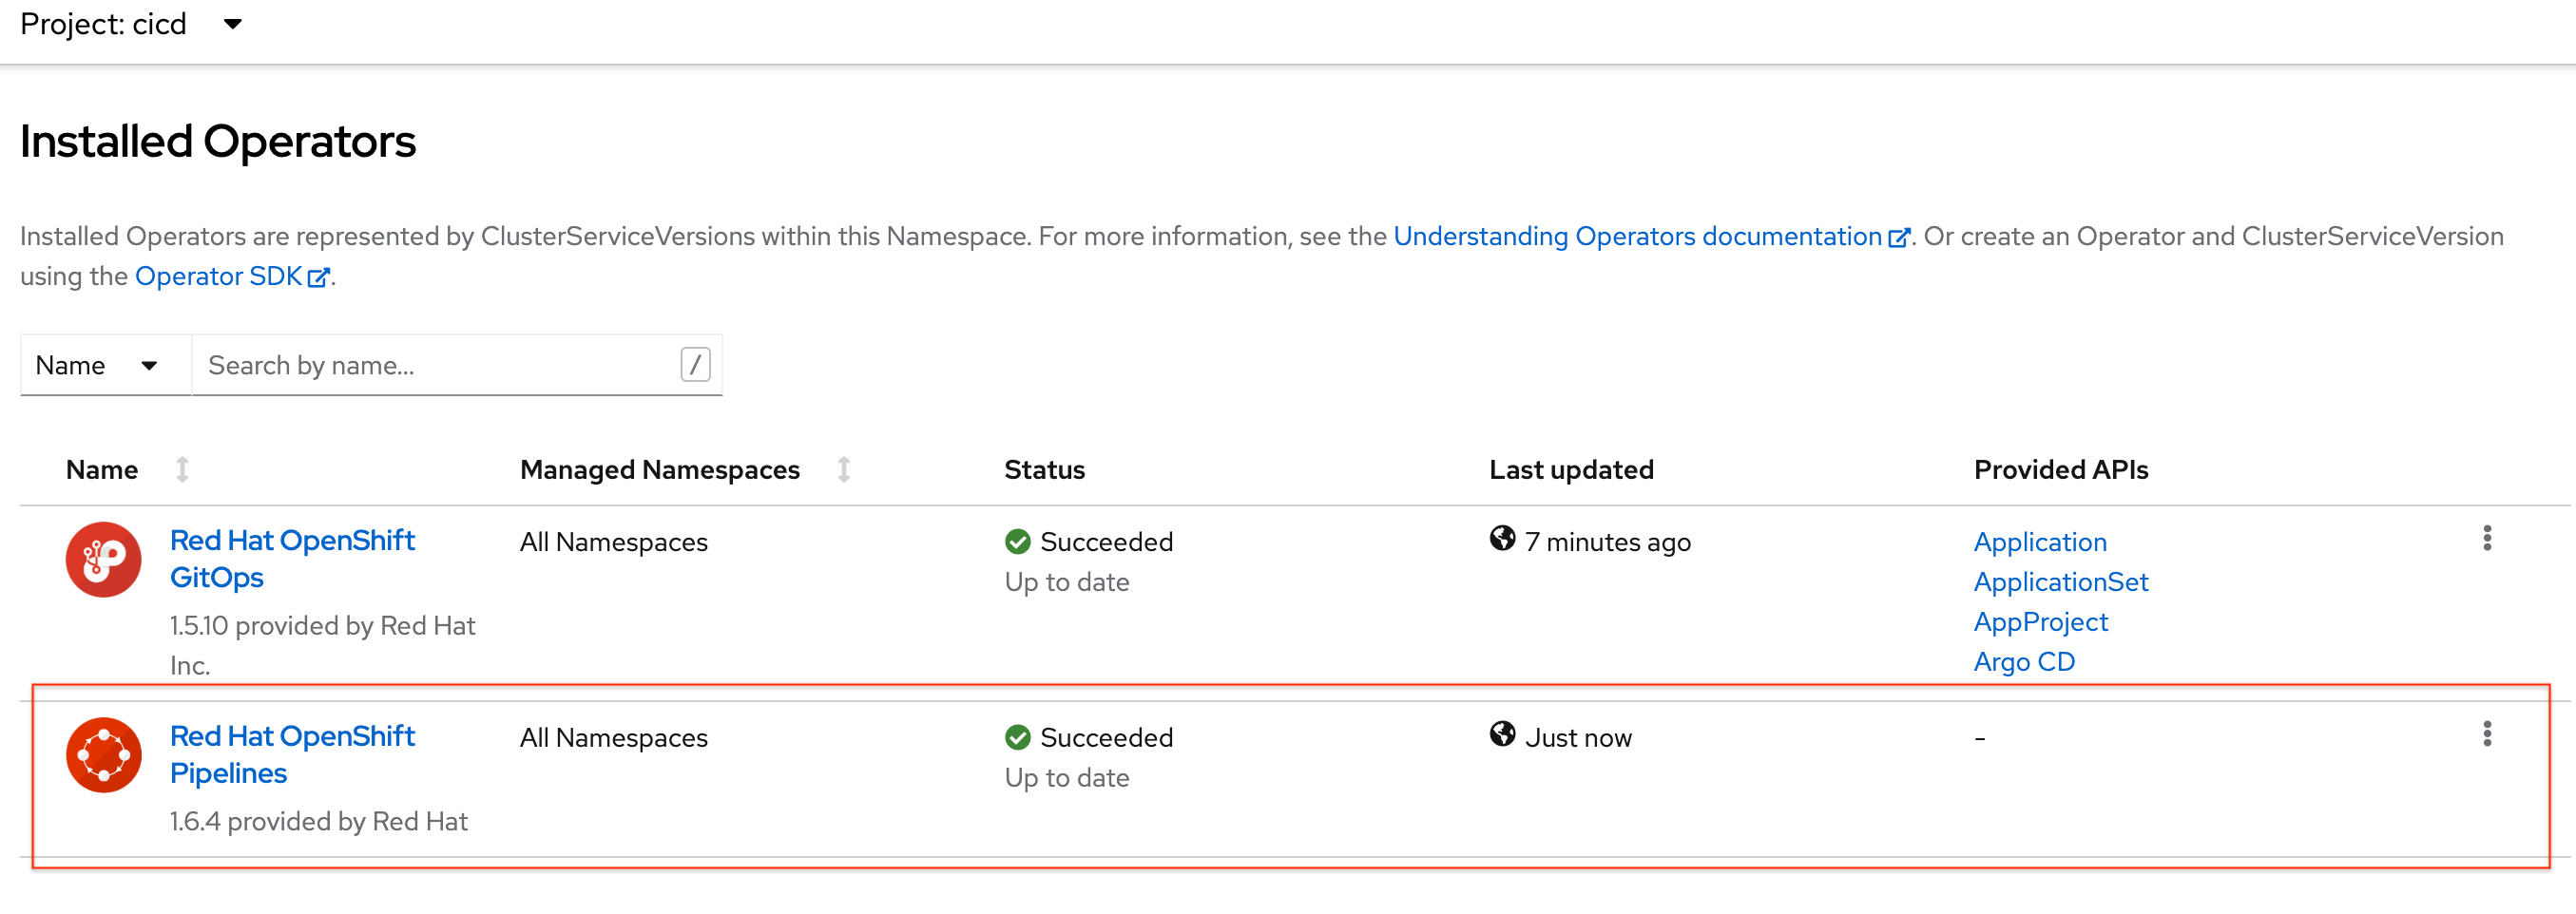 Project: cicd
Installed Operators
Installed Operators are represented by ClusterServiceVersions within this Namespace. For more information, see the Understanding Operators documentation. Or create an Operator and ClusterServiceVersion
using the Operator SDK.
Name Search by name... /
Name Managed Namespaces Status Last updated Provided APIs
Red Hat OpenShift All Namespaces Succeeded 7 minutes ago Application
GitOps Up to date ApplicationSet
1.5.10 provided by Red Hat AppProject
Inc. Argo CD
Red Hat OpenShift All Namespaces Succeeded Just now -
Pipelines Up to date
1.6.4 provided by Red Hat